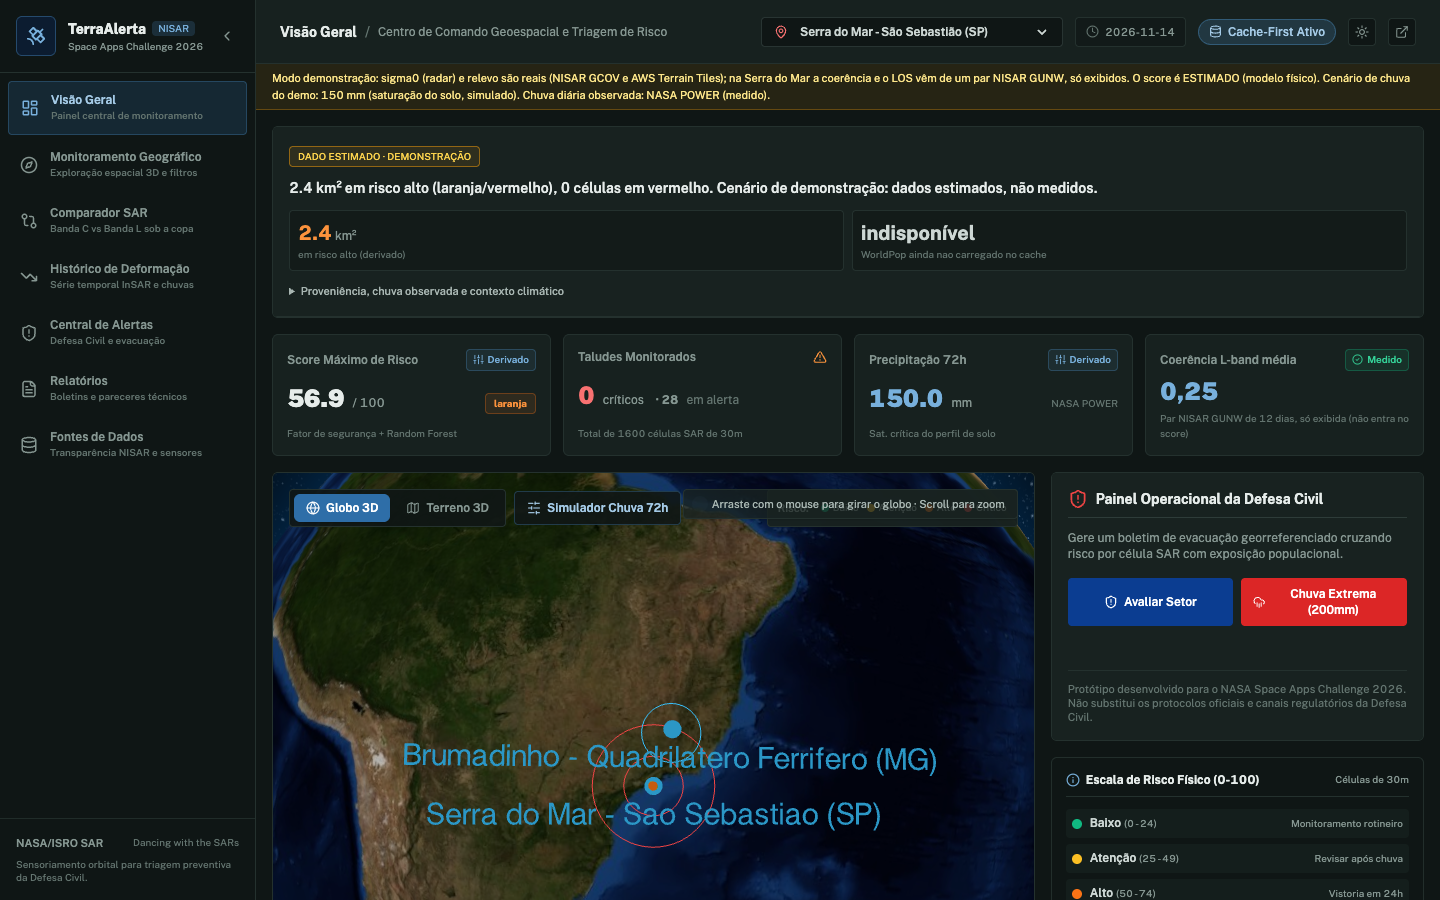 TerraAlerta NISAR
Space Apps Challenge 2026
Visão Geral
Painel central de monitoramento
Monitoramento Geográfico
Exploração espacial 3D e filtros
Comparador SAR
Banda C vs Banda L sob a copa
Histórico de Deformação
Série temporal InSAR e chuvas
Central de Alertas
Defesa Civil e evacuação
Relatórios
Boletins e pareceres técnicos
Fontes de Dados
Transparência NISAR e sensores
NASA/ISRO SAR Dancing with the SARs
Sensoriamento orbital para triagem preventiva
da Defesa Civil.
Visão Geral / Centro de Comando Geoespacial e Triagem de Risco
Serra do Mar - São Sebastião (SP)
2026-11-14
Cache-First Ativo
Modo demonstração: sigma0 (radar) e relevo são reais (NISAR GCOV e AWS Terrain Tiles); na Serra do Mar a coerência e o LOS vêm de um par NISAR GUNW, só exibidos. O score é ESTIMADO (modelo físico). Cenário de chuva
do demo: 150 mm (saturação do solo, simulado). Chuva diária observada: NASA POWER (medido).
DADO ESTIMADO · DEMONSTRAÇÃO
2.4 km² em risco alto (laranja/vermelho), 0 células em vermelho. Cenário de demonstração: dados estimados, não medidos.
2.4 km²
em risco alto (derivado)
indisponível
WorldPop ainda nao carregado no cache
Proveniência, chuva observada e contexto climático
Score Máximo de Risco Derivado
56.9 / 100 laranja
Fator de segurança + Random Forest
Taludes Monitorados
0 críticos · 28 em alerta
Total de 1600 células SAR de 30m
Precipitação 72h Derivado
150.0 mm NASA POWER
Sat. crítica do perfil de solo
Coerência L-band média Medido
0,25
Par NISAR GUNW de 12 dias, só exibida (não entra no
score)
Globo 3D Terreno 3D Simulador Chuva 72h
Arraste com o mouse para girar o globo · Scroll para zoom
Brumadinho - Quadrilatero Ferrifero (MG)
Serra do Mar - Sao Sebastiao (SP)
Painel Operacional da Defesa Civil
Gere um boletim de evacuação georreferenciado cruzando
risco por célula SAR com exposição populacional.
Avaliar Setor
Chuva Extrema
(200mm)
Protótipo desenvolvido para o NASA Space Apps Challenge 2026.
Não substitui os protocolos oficiais e canais regulatórios da Defesa
Civil.
Escala de Risco Físico (0-100) Células de 30m
Baixo (0-24) Monitoramento rotineiro
Atenção (25-49) Revisar após chuva
Alto (50-74) Vistoria em 24h